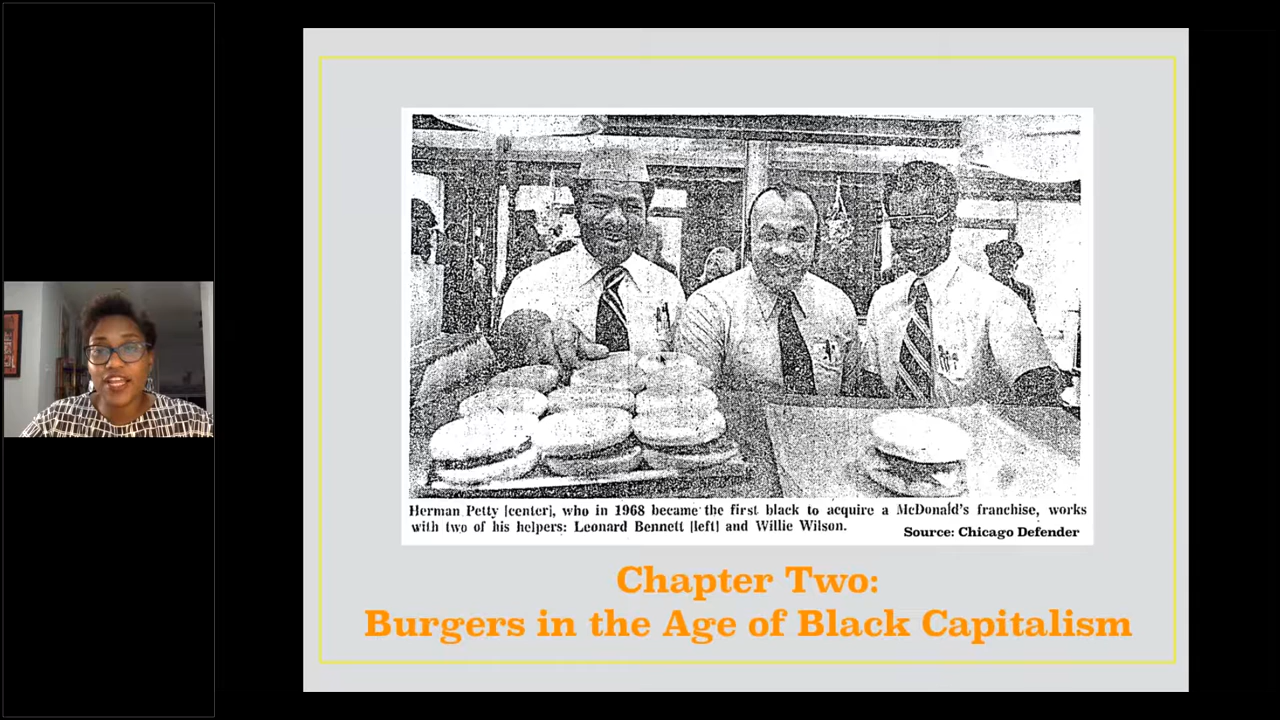 Herman Petty [center], who in 1968 became the first black to acquire a McDonald's franchise, works
with two of his helpers: Leonard Bennett [left] and Willie Wilson.
Source: Chicago Defender
Chapter Two:
Burgers in the Age of Black Capitalism